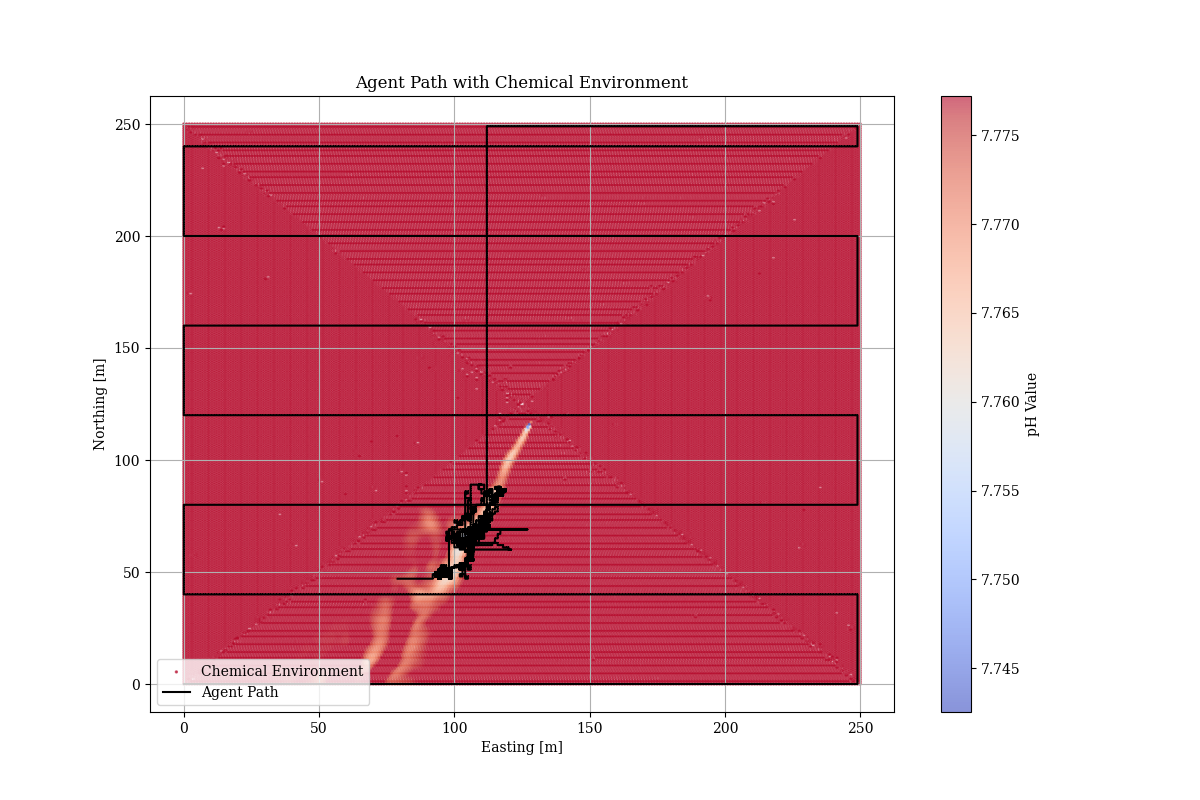 Agent Path with Chemical Environment
250
200
150
100
50
0
Northing [m]
Chemical Environment
Agent Path
0 50 100 150 200 250
Easting [m]
7.775
7.770
7.765
7.760
7.755
7.750
7.745
pH Value